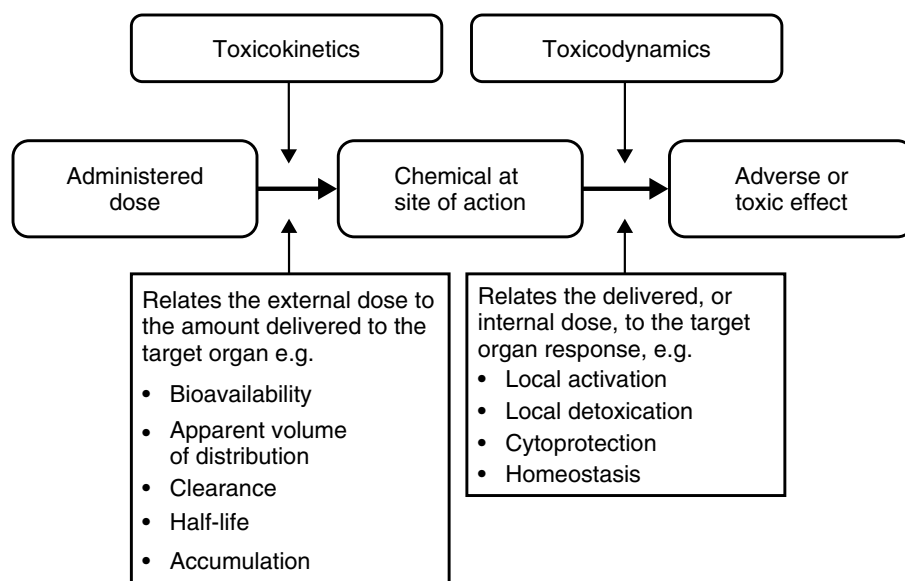 Toxicokinetics
Toxicodynamics
Administered
dose
Chemical at
site of action
Adverse or
toxic effect
Relates the external dose to
the amount delivered to the
target organ e.g.
• Bioavailability
• Apparent volume
of distribution
• Clearance
• Half-life
• Accumulation
Relates the delivered, or
internal dose, to the target
organ response, e.g.
• Local activation
• Local detoxication
• Cytoprotection
• Homeostasis